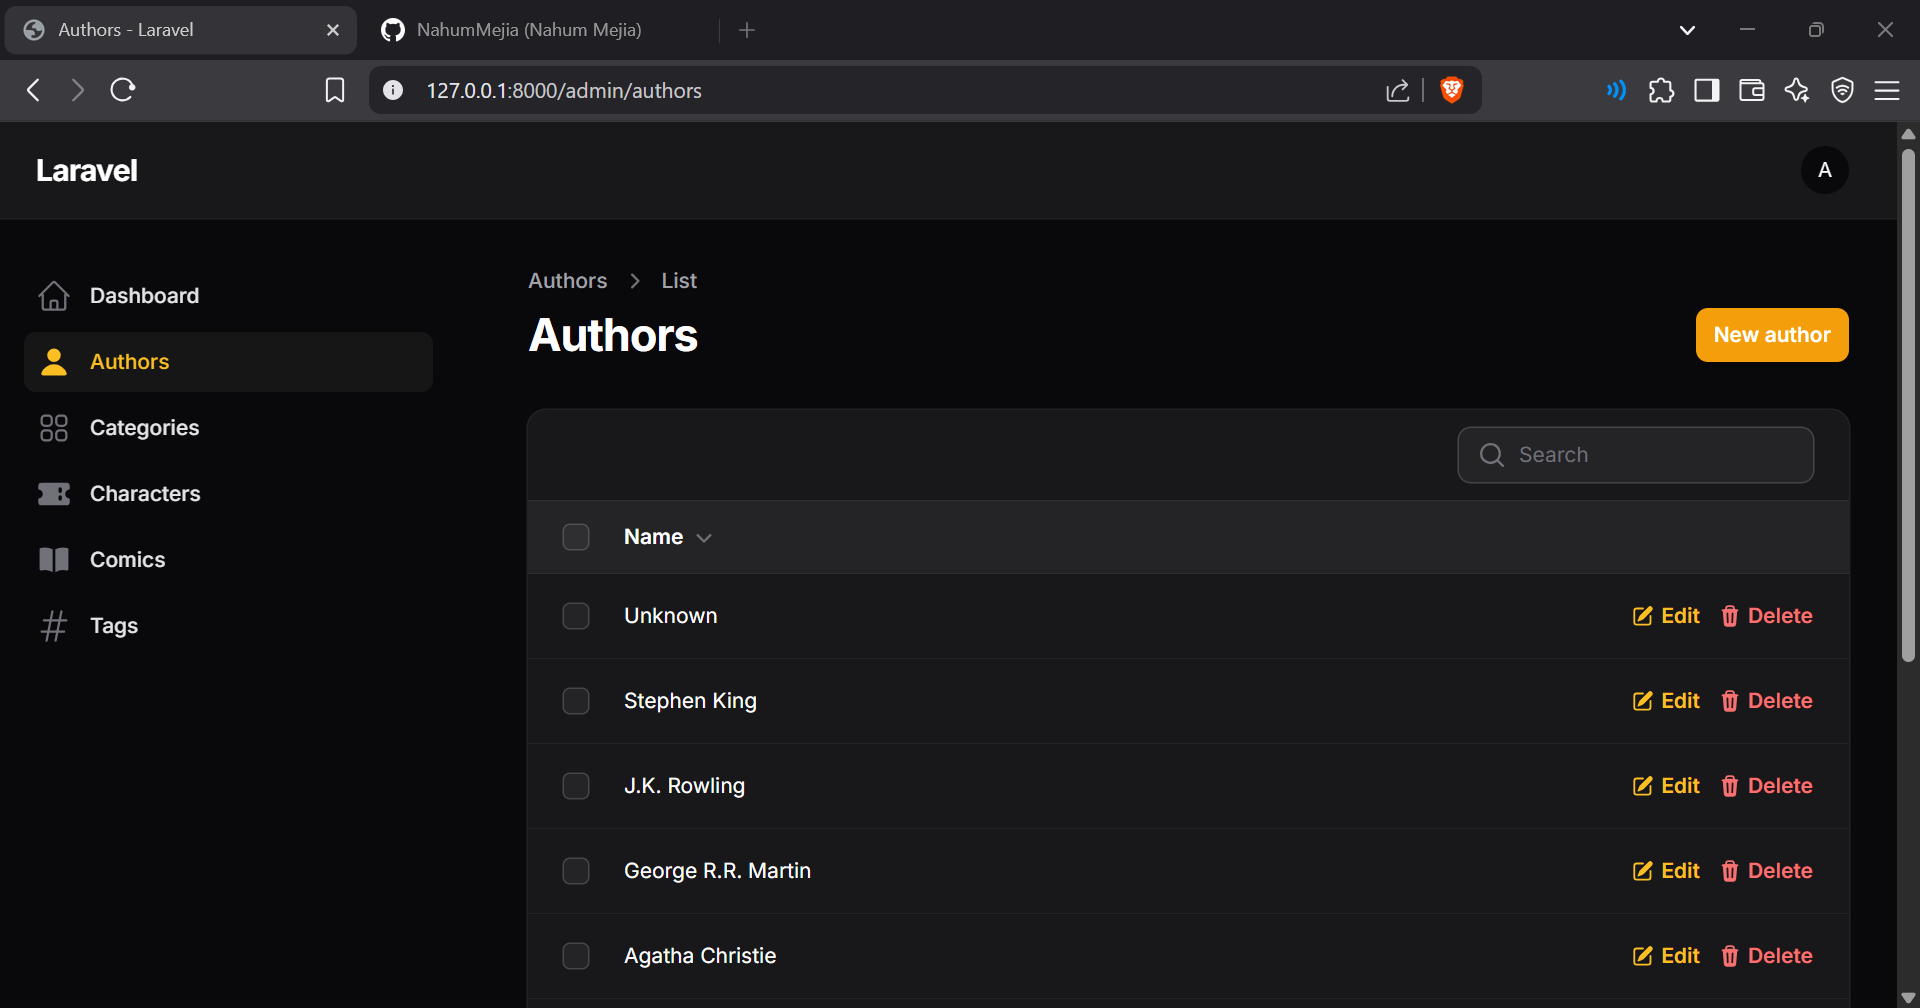 Authors - Laravel
NahumMejia (Nahum Mejia)
127.0.0.1:8000/admin/authors
Laravel
A
Dashboard
Authors
Categories
Characters
Comics
Tags
Authors > List
Authors
New author
Search
Name
Unknown Edit Delete
Stephen King Edit Delete
J.K. Rowling Edit Delete
George R.R. Martin Edit Delete
Agatha Christie Edit Delete